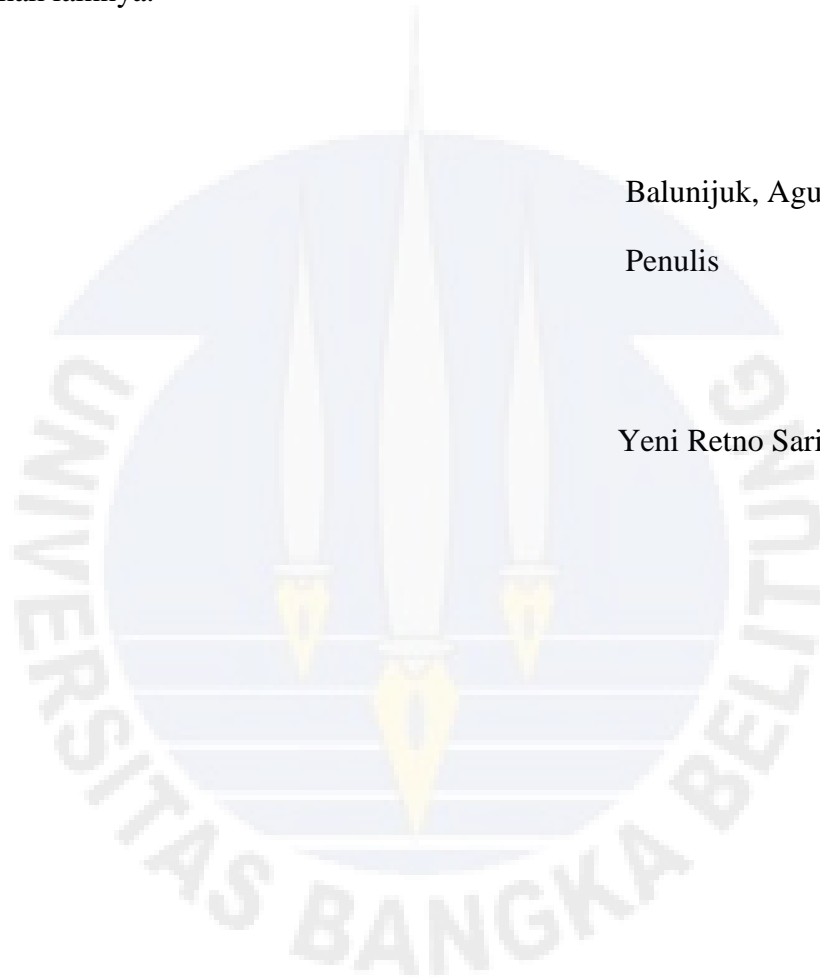 Balunijuk, Agu
Penulis
Yeni Retno Sari
UNIVERSITAS BANGKA BELITUNG